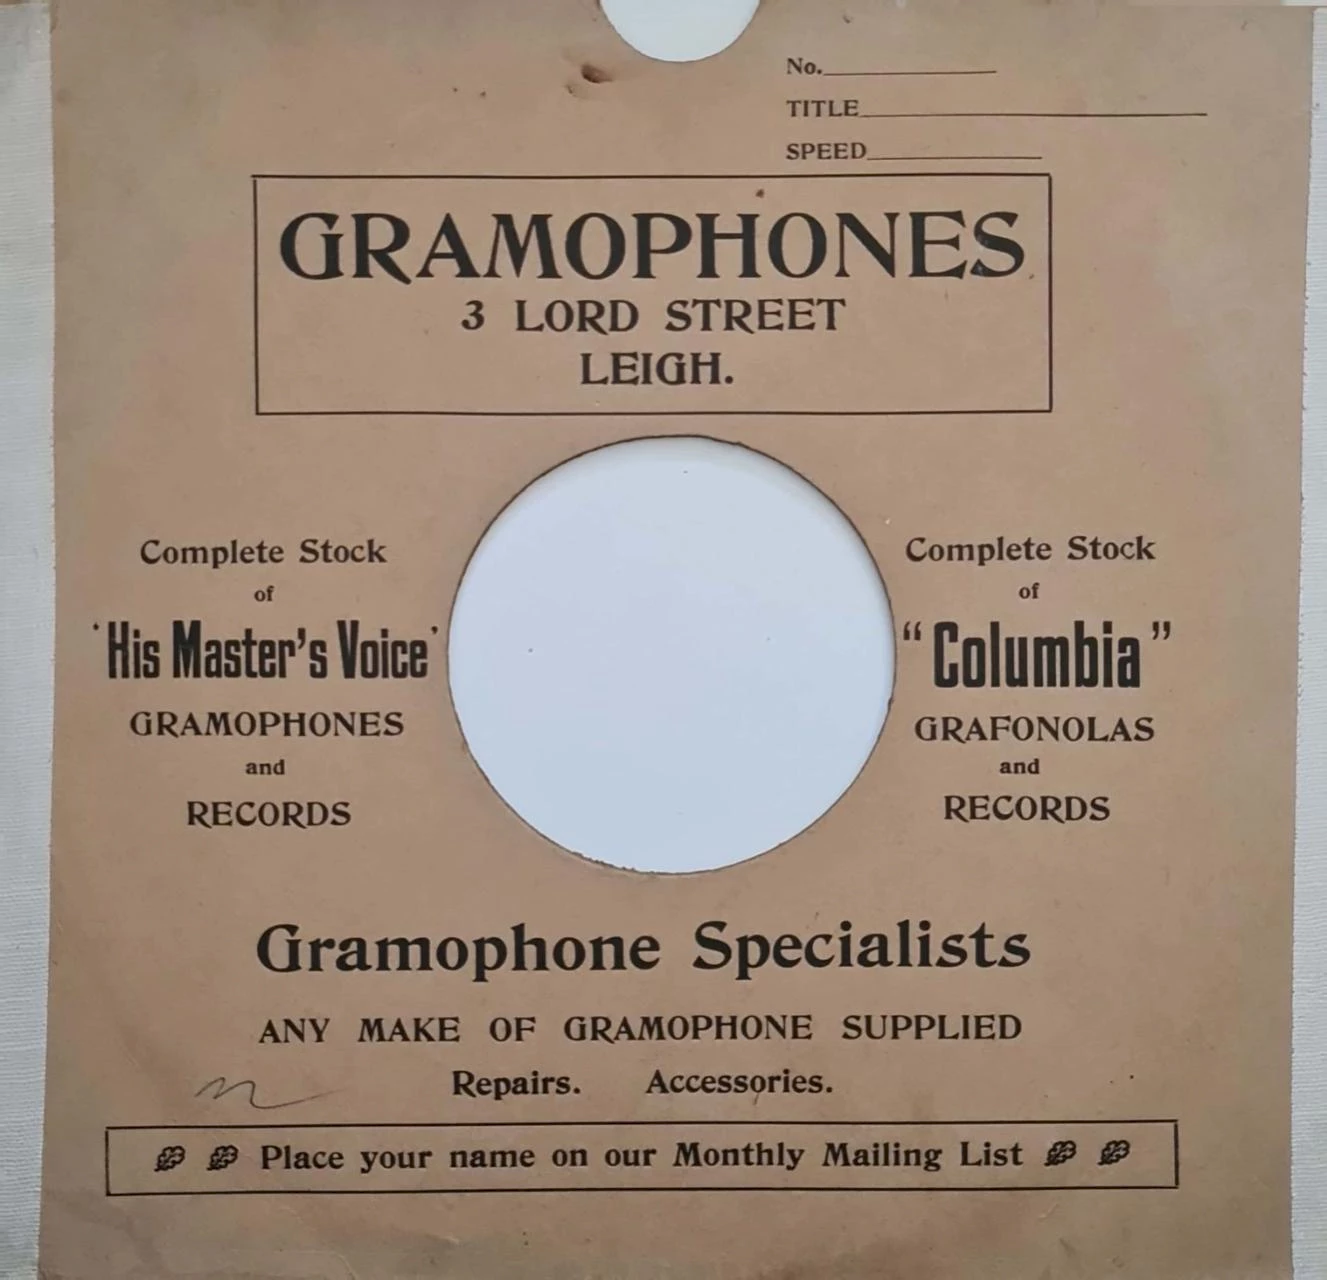 No.
TITLE
SPEED
GRAMOPHONES
3 LORD STREET
LEIGH.
Complete Stock
of
'His Master's Voice'
GRAMOPHONES
and
RECORDS
Complete Stock
of
"Columbia"
GRAFONOLAS
and
RECORDS
Gramophone Specialists
ANY MAKE OF GRAMOPHONE SUPPLIED
Repairs. Accessories.
Place your name on our Monthly Mailing List